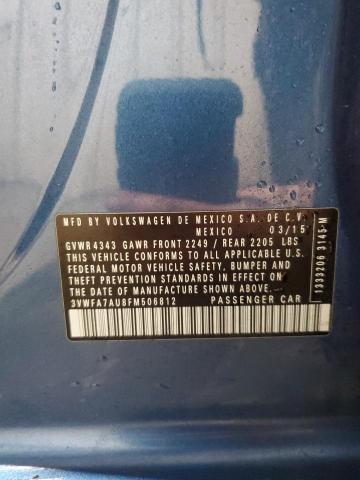 MFD BY VOLKSWAGEN DE MEXICO S.A. DE C.V.
MEXICO 03/15
GVWR 4343 GAWR FRONT 2249 / REAR 2205 LBS
THIS VEHICLE CONFORMS TO ALL APPLICABLE U.S.
FEDERAL MOTOR VEHICLE SAFETY, BUMPER AND
THEFT PREVENTION STANDARDS IN EFFECT ON
THE DATE OF MANUFACTURE SHOWN ABOVE.
3VWFA7AU8FM506812 PASSENGER CAR
1333206 3145-M